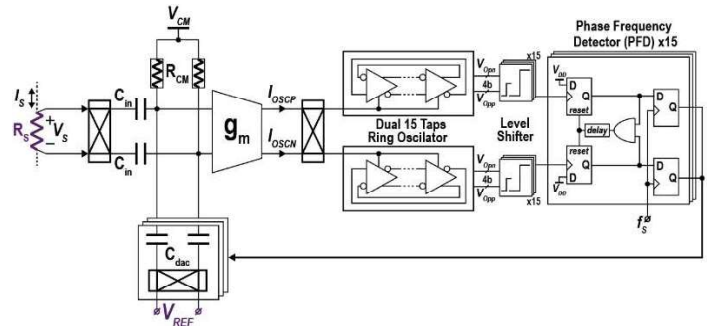 V_CM
R_CM
I_S
R_S
+
V_S
−
C_in
C_in
g_m
I_OSCP
I_OSCN
Dual 15 Taps
Ring Oscilator
V_Opn
4b
V_Opp
x15
Level
Shifter
V_Opn
4b
V_Opp
x15
Phase Frequency
Detector (PFD) x15
V_DD
D
reset
delay
reset
D
V_DD
D Q
D Q
f_S
C_dac
V_REF